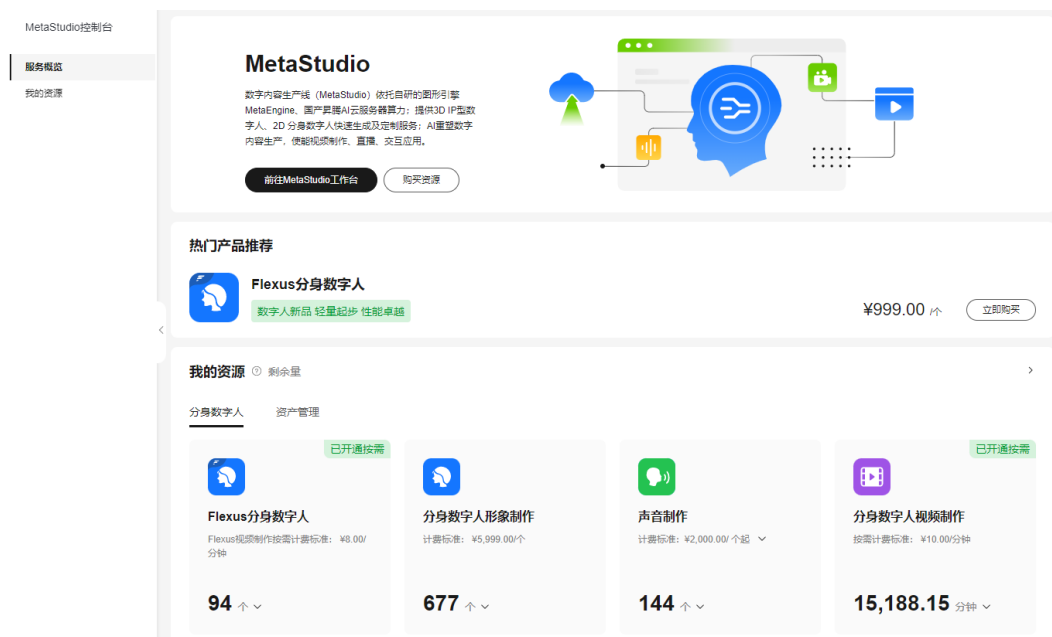 MetaStudio控制台
服务概览
我的资源
MetaStudio
数字内容生产线（MetaStudio）依托自研的图形引擎
MetaEngine、国产昇腾AI云服务器算力；提供3D IP型数
字人、2D 分身数字人快速生成及定制服务；AI重塑数字
内容生产，使能视频制作、直播、交互应用。
前往MetaStudio工作台
购买资源
热门产品推荐
Flexus分身数字人
数字人新品 轻量起步 性能卓越
¥999.00 /个
立即购买
我的资源 剩余量
分身数字人
资产管理
已开通按需
Flexus分身数字人
Flexus视频制作按需计费标准： ¥8.00/
分钟
94 个
分身数字人形象制作
计费标准：¥5,999.00/个
677 个
声音制作
计费标准：¥2,000.00/ 个起
144 个
已开通按需
分身数字人视频制作
按需计费标准： ¥10.00/分钟
15,188.15 分钟